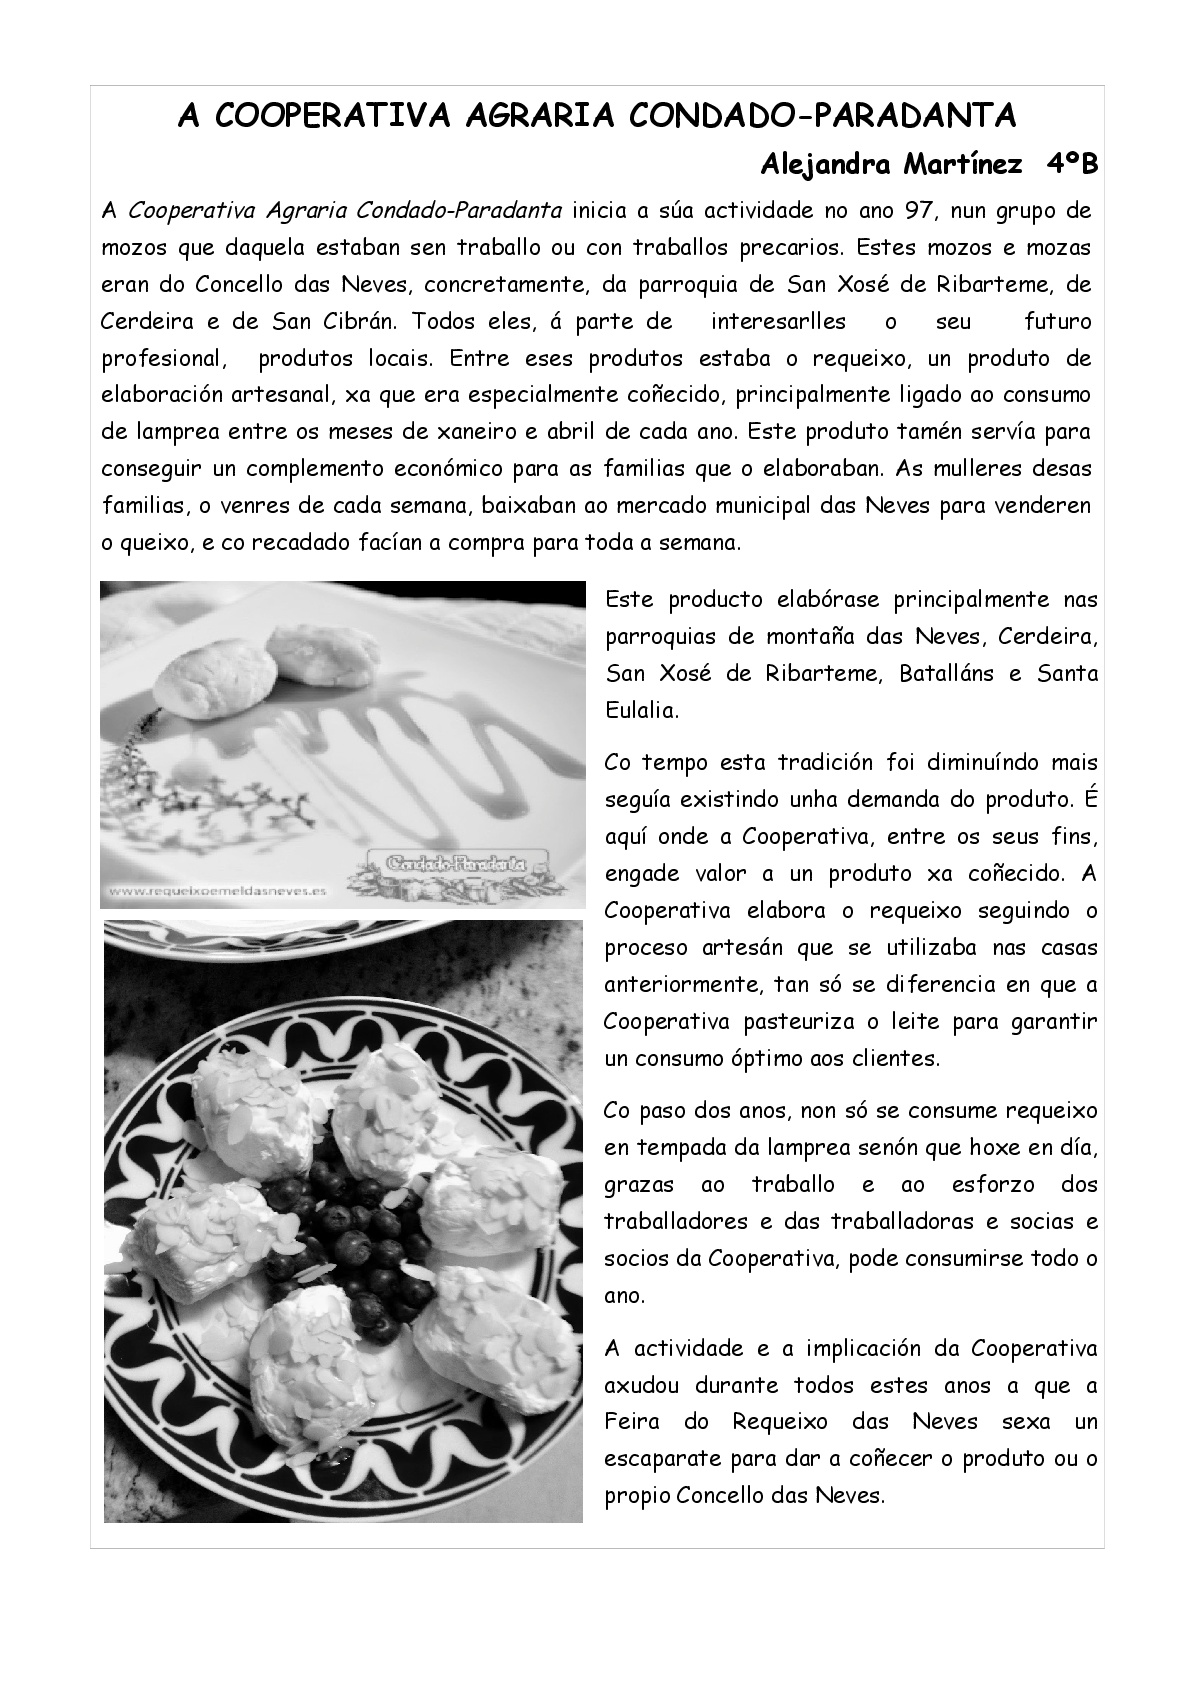 A COOPERATIVA AGRARIA CONDADO-PARADANTA
Alejandra Martínez 4ºB
A Cooperativa Agraria Condado-Paradanta inicia a súa actividade no ano 97, nun grupo de
mozos que daquela estaban sen traballo ou con traballos precarios. Estes mozos e mozas
eran do Concello das Neves, concretamente, da parroquia de San Xosé de Ribarteme, de
Cerdeira e de San Cibrán. Todos eles, á parte de interesarlles o seu futuro
profesional, produtos locais. Entre eses produtos estaba o requeixo, un produto de
elaboración artesanal, xa que era especialmente coñecido, principalmente ligado ao consumo
de lamprea entre os meses de xaneiro e abril de cada ano. Este produto tamén servía para
conseguir un complemento económico para as familias que o elaboraban. As mulleres desas
familias, o venres de cada semana, baixaban ao mercado municipal das Neves para venderen
o queixo, e co recadado facían a compra para toda a semana.
Condado-Paradanta
www.requeixoemeldasneves.es
Este producto elabórase principalmente nas
parroquias de montaña das Neves, Cerdeira,
San Xosé de Ribarteme, Batalláns e Santa
Eulalia.
Co tempo esta tradición foi diminuíndo mais
seguía existindo unha demanda do produto. É
aquí onde a Cooperativa, entre os seus fins,
engade valor a un produto xa coñecido. A
Cooperativa elabora o requeixo seguindo o
proceso artesán que se utilizaba nas casas
anteriormente, tan só se diferencia en que a
Cooperativa pasteuriza o leite para garantir
un consumo óptimo aos clientes.
Co paso dos anos, non só se consume requeixo
en tempada da lamprea senón que hoxe en día,
grazas ao traballo e ao esforzo dos
traballadores e das traballadoras e socias e
socios da Cooperativa, pode consumirse todo o
ano.
A actividade e a implicación da Cooperativa
axudou durante todos estes anos a que a
Feira do Requeixo das Neves sexa un
escaparate para dar a coñecer o produto ou o
propio Concello das Neves.